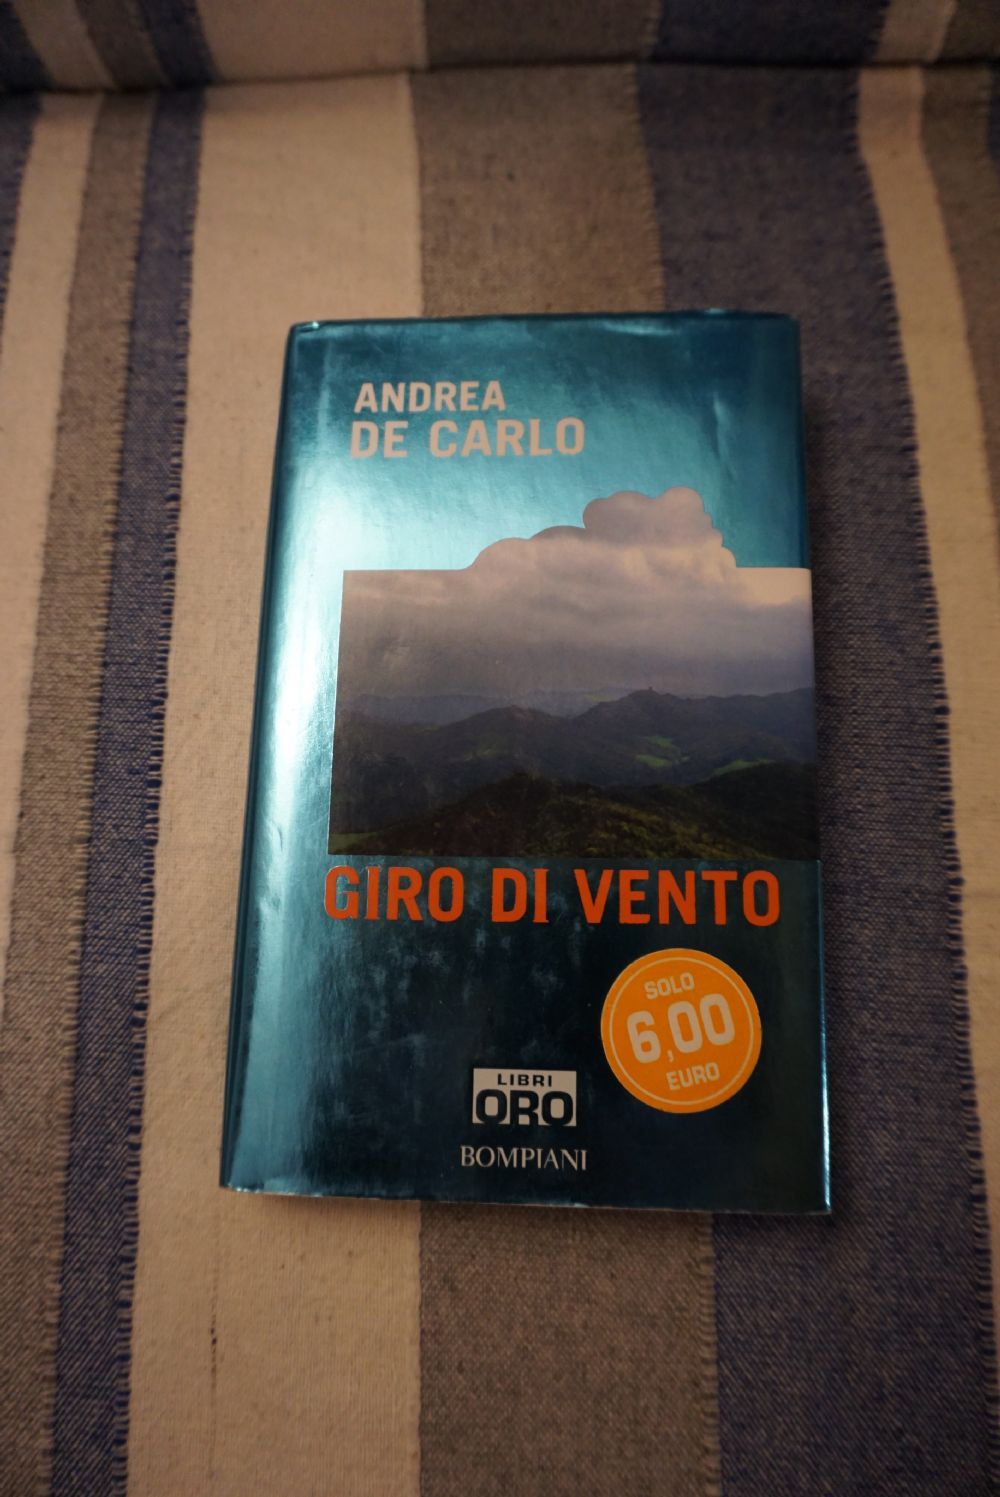 ANDREA
DE CARLO
GIRO DI VENTO
SOLO
6,00
EURO
LIBRI
ORO
BOMPIANI